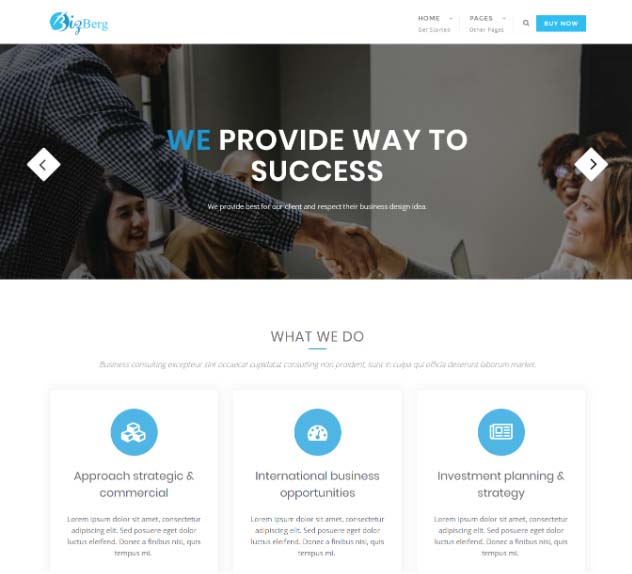 BizBerg
HOME
Get Started
PAGES
Other Pages
BUY NOW
WE PROVIDE WAY TO
SUCCESS
We provide best for our client and respect their business design idea.
WHAT WE DO
Business consulting excepteur sint occaecat cupidatat consulting non proident, sunt in culpa qui officia deserunt laborum market.
Approach strategic &
commercial
Lorem ipsum dolor sit amet, consectetur
adipiscing elit. Sed posuere eget dolor
luctus eleifend. Donec a finibus nisi, quis
tempus mi.
International business
opportunities
Lorem ipsum dolor sit amet, consectetur
adipiscing elit. Sed posuere eget dolor
luctus eleifend. Donec a finibus nisi, quis
tempus mi.
Investment planning &
strategy
Lorem ipsum dolor sit amet, consectetur
adipiscing elit. Sed posuere eget dolor
luctus eleifend. Donec a finibus nisi, quis
tempus mi.